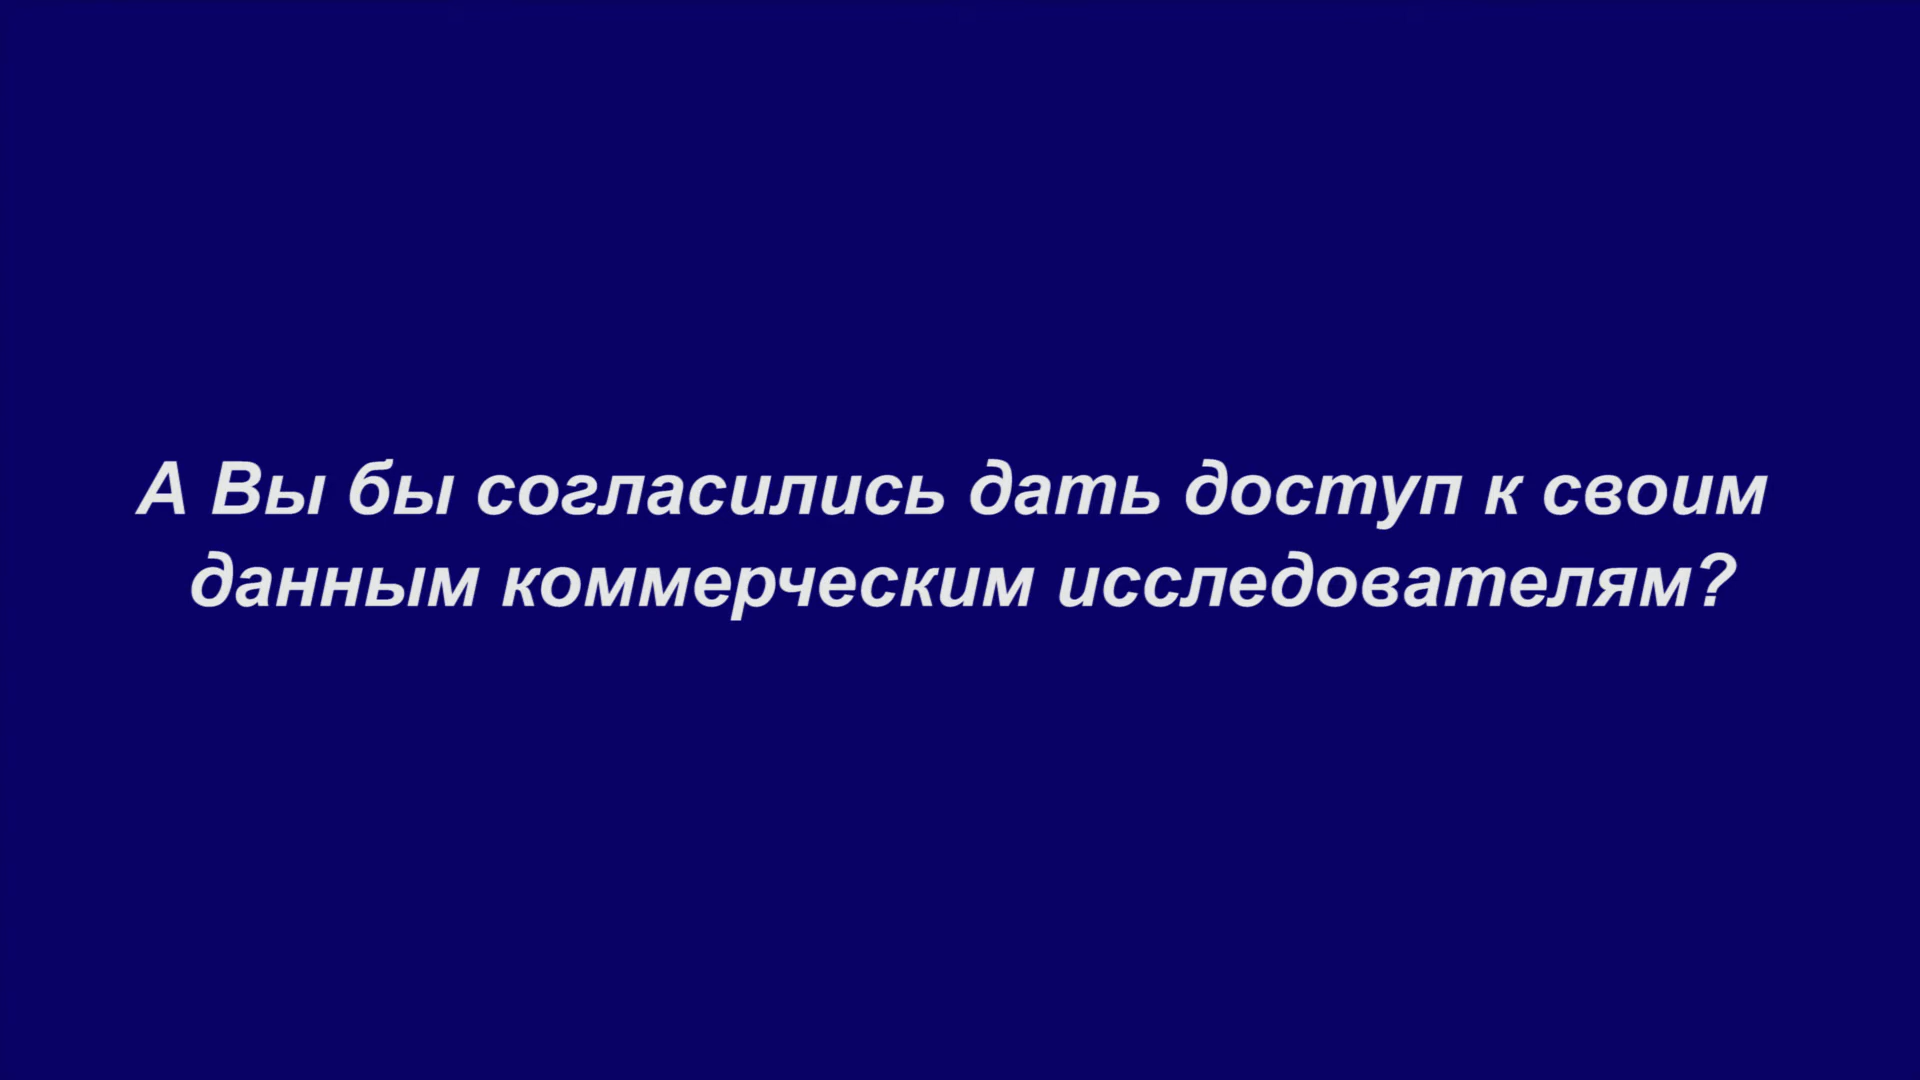 А Вы бы согласились дать доступ к своим
данным коммерческим исследователям?